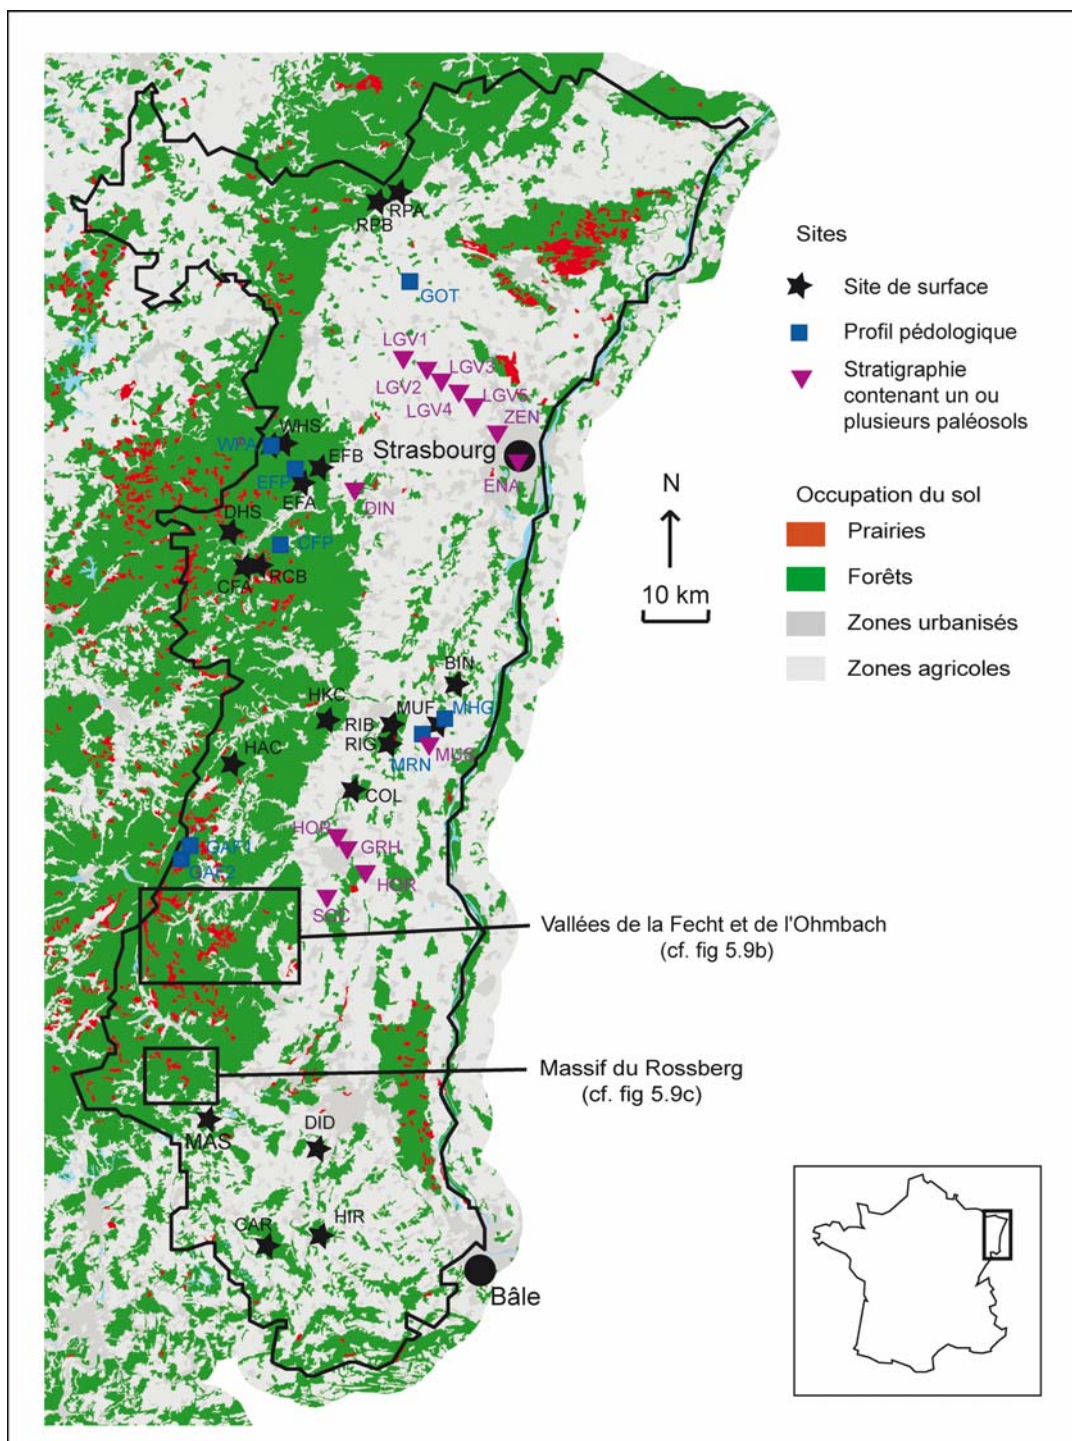 RPA
RPB
GOT
LGV1
LGV3
LGV2
LGV5
LGV4
ZEN
WHS
WPA
Strasbourg
EFB
EFP
ENA
EFA
DIN
DHS
CFP
RCB
CFA
BIN
HKC
MUF
MHG
RIB
RIG
MUS
MRN
HAC
COL
GRH
GAF1
HOR
SOC
MAS
DID
HIR
CAR
Bâle
Sites
Site de surface
Profil pédologique
Stratigraphie
contenant un ou
plusieurs paléosols
N
10 km
Occupation du sol
Prairies
Forêts
Zones urbanisés
Zones agricoles
Vallées de la Fecht et de l'Ohmbach
(cf. fig 5.9b)
Massif du Rossberg
(cf. fig 5.9c)